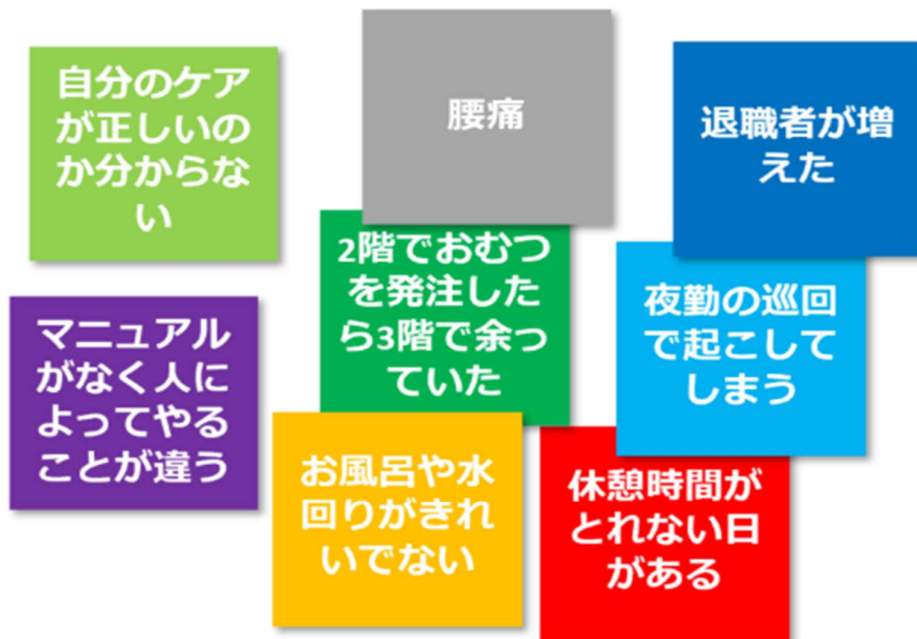 自分のケア
が正しいの
か分からな
い
腰痛
退職者が増
えた
2階でおむつ
を発注した
ら3階で余っ
ていた
夜勤の巡回
で起こして
しまう
マニュアル
がなく人に
よってやる
ことが違う
お風呂や水
回りがきれ
いでない
休憩時間が
とれない日
がある